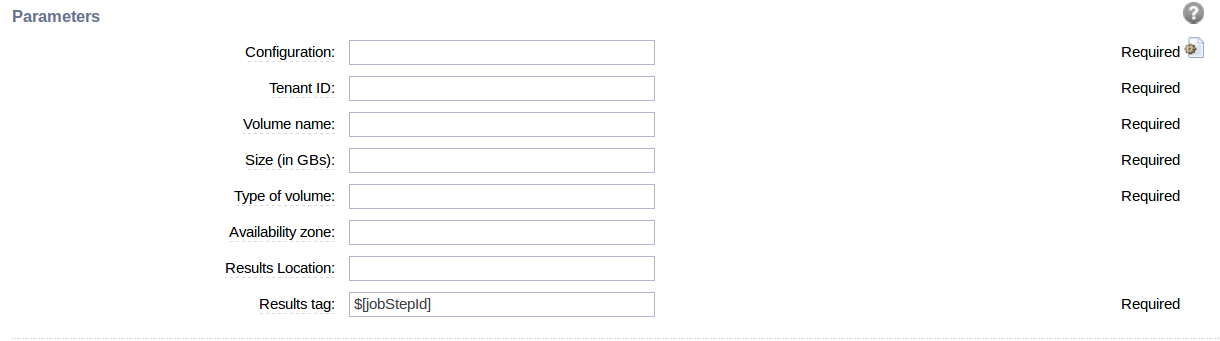 Parameters
Configuration: Required
Tenant ID: Required
Volume name: Required
Size (in GBs): Required
Type of volume: Required
Availability zone:
Results Location:
Results tag: $[jobStepId] Required